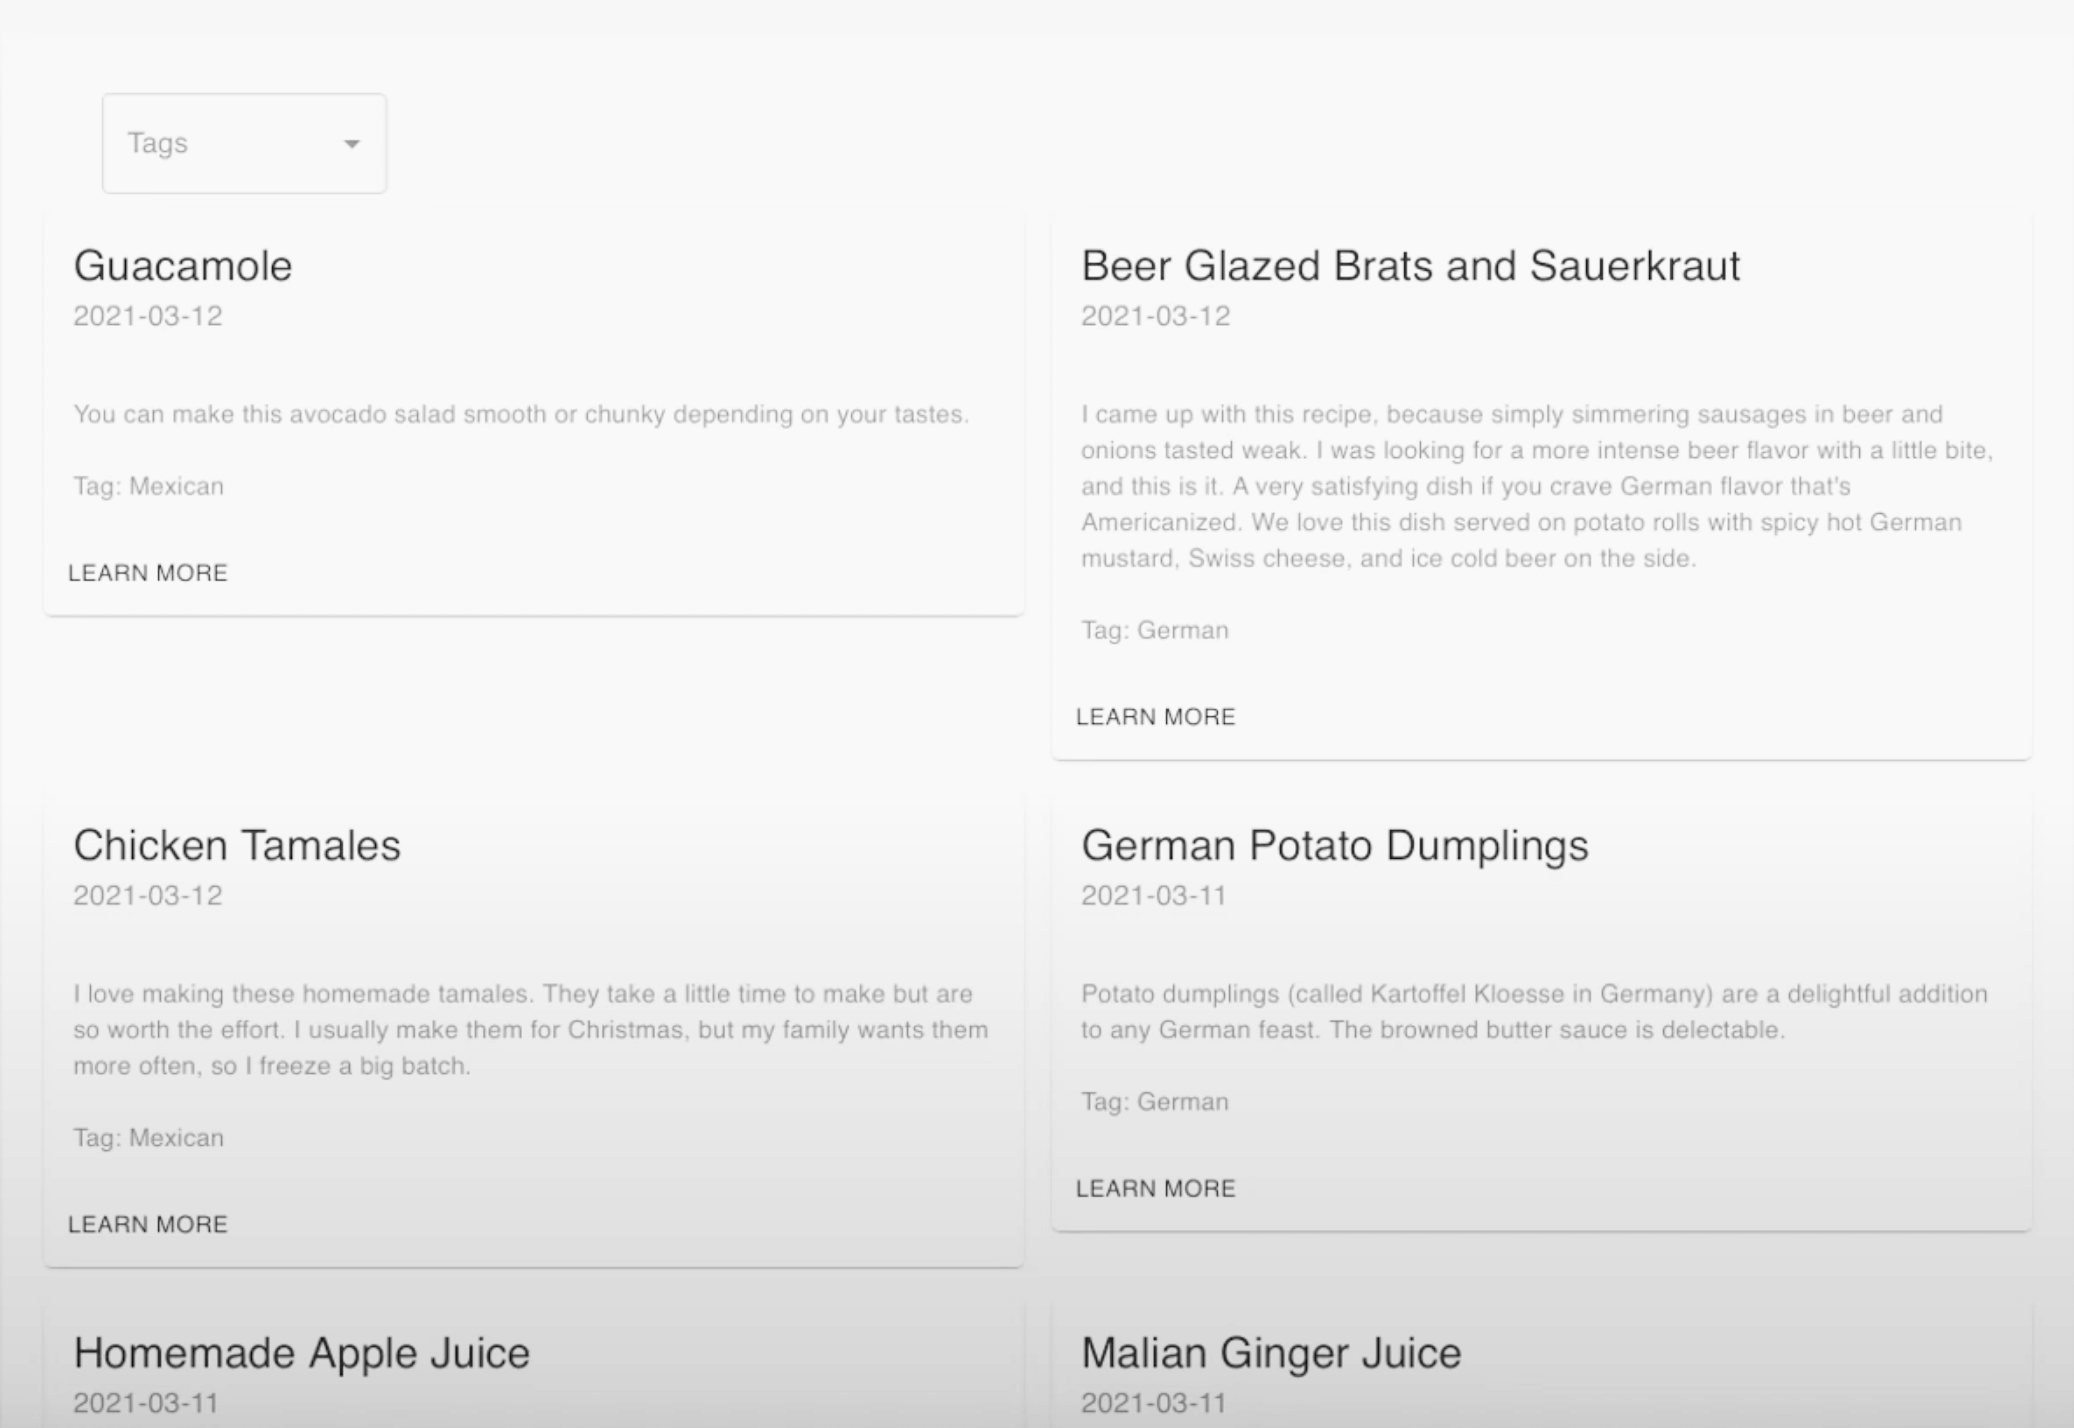 Tags
Guacamole
2021-03-12
You can make this avocado salad smooth or chunky depending on your tastes.
Tag: Mexican
LEARN MORE
Beer Glazed Brats and Sauerkraut
2021-03-12
I came up with this recipe, because simply simmering sausages in beer and
onions tasted weak. I was looking for a more intense beer flavor with a little bite,
and this is it. A very satisfying dish if you crave German flavor that's
Americanized. We love this dish served on potato rolls with spicy hot German
mustard, Swiss cheese, and ice cold beer on the side.
Tag: German
LEARN MORE
Chicken Tamales
2021-03-12
I love making these homemade tamales. They take a little time to make but are
so worth the effort. I usually make them for Christmas, but my family wants them
more often, so I freeze a big batch.
Tag: Mexican
LEARN MORE
German Potato Dumplings
2021-03-11
Potato dumplings (called Kartoffel Kloesse in Germany) are a delightful addition
to any German feast. The browned butter sauce is delectable.
Tag: German
LEARN MORE
Homemade Apple Juice
2021-03-11
Malian Ginger Juice
2021-03-11